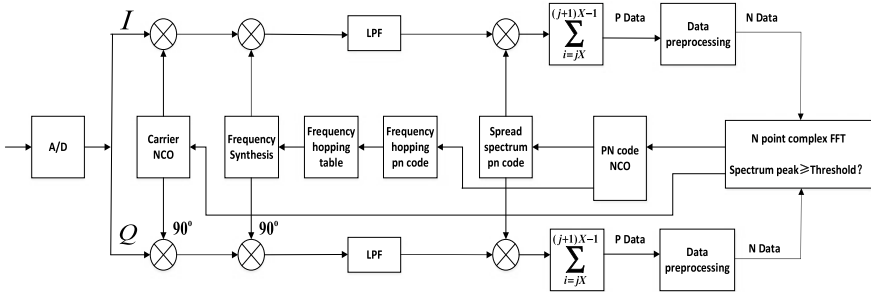 I
LPF
(j+1)X-1
∑
i=jX
P Data
Data
preprocessing
N Data
A/D
Carrier
NCO
Frequency
Synthesis
Frequency
hopping
table
Frequency
hopping
pn code
Spread
spectrum
pn code
PN code
NCO
N point complex FFT
Spectrum peak≥Threshold?
Q
90°
90°
LPF
(j+1)X-1
∑
i=jX
P Data
Data
preprocessing
N Data